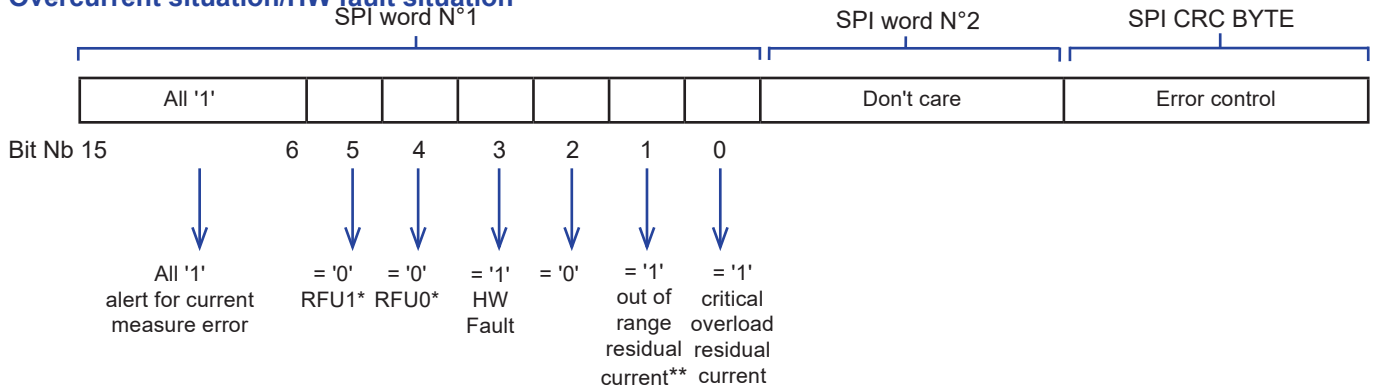 Overcurrent situation/HW fault situation
SPI word N°1
SPI word N°2
SPI CRC BYTE
All '1'
Don't care
Error control
Bit Nb 15 6 5 4 3 2 1 0
All '1'
alert for current
measure error
= '0'
RFU1*
= '0'
RFU0*
= '1'
HW
Fault
= '0'
= '1'
out of
range
residual
current**
= '1'
critical
overload
residual
current